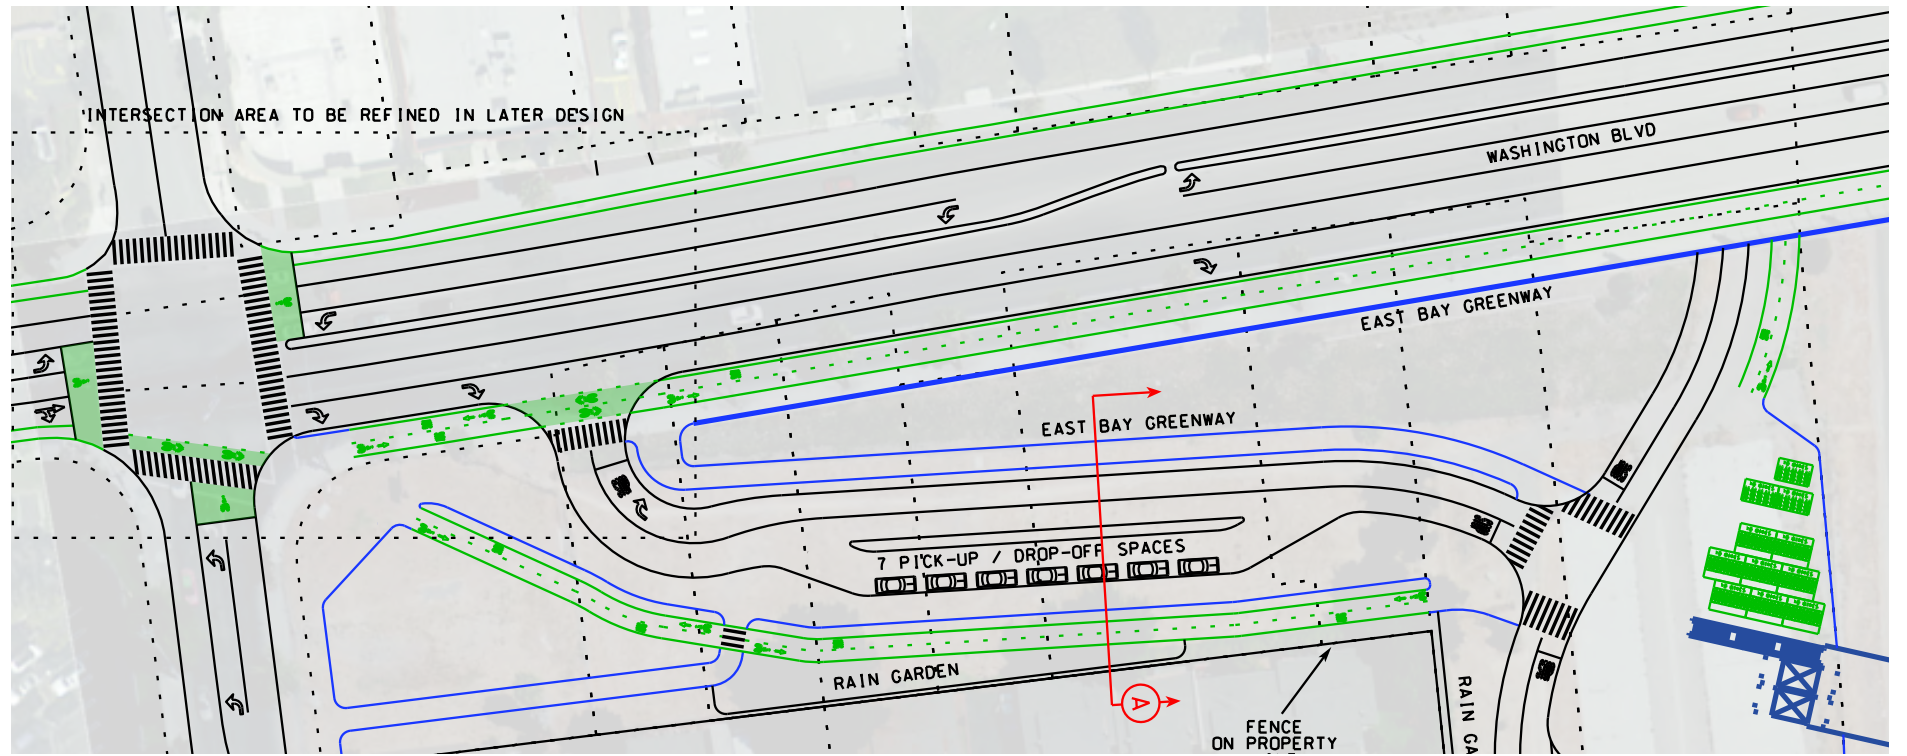 INTERSECTION AREA TO BE REFINED IN LATER DESIGN
WASHINGTON BLVD
EAST BAY GREENWAY
EAST BAY GREENWAY
7 PICK-UP / DROP-OFF SPACES
RAIN GARDEN
A
RAIN GA
FENCE
ON PROPERTY